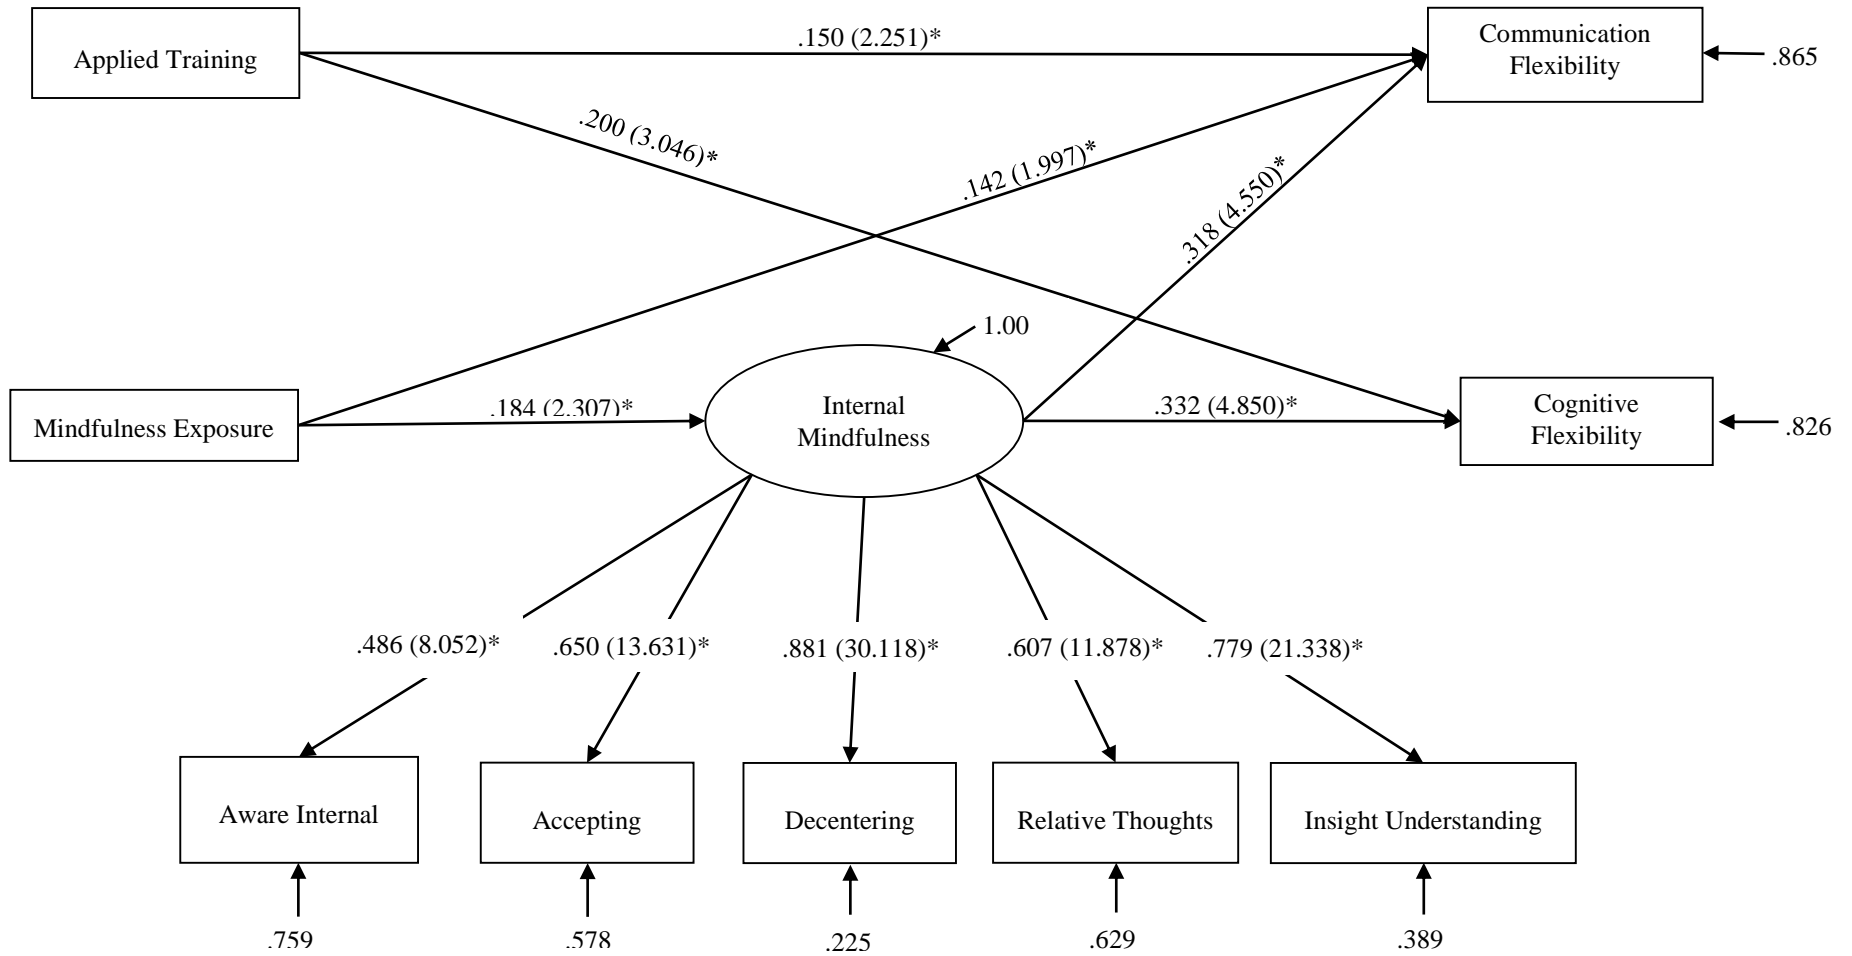 Applied Training
.150 (2.251)*
Communication
Flexibility
.865
.200 (3.046)*
.142 (1.997)*
.318 (4.550)*
1.00
Mindfulness Exposure
.184 (2.307)*
Internal
Mindfulness
.332 (4.850)*
Cognitive
Flexibility
.826
.486 (8.052)*
.650 (13.631)*
.881 (30.118)*
.607 (11.878)*
.779 (21.338)*
Aware Internal
Accepting
Decentering
Relative Thoughts
Insight Understanding
.759
.578
.225
.629
.389